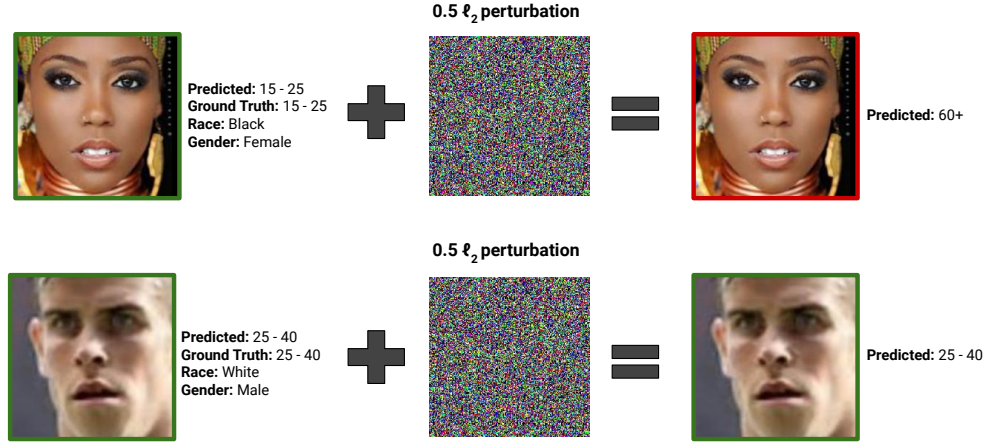 0.5 ℓ2 perturbation
Predicted: 15 - 25
Ground Truth: 15 - 25
Race: Black
Gender: Female
Predicted: 60+
0.5 ℓ2 perturbation
Predicted: 25 - 40
Ground Truth: 25 - 40
Race: White
Gender: Male
Predicted: 25 - 40